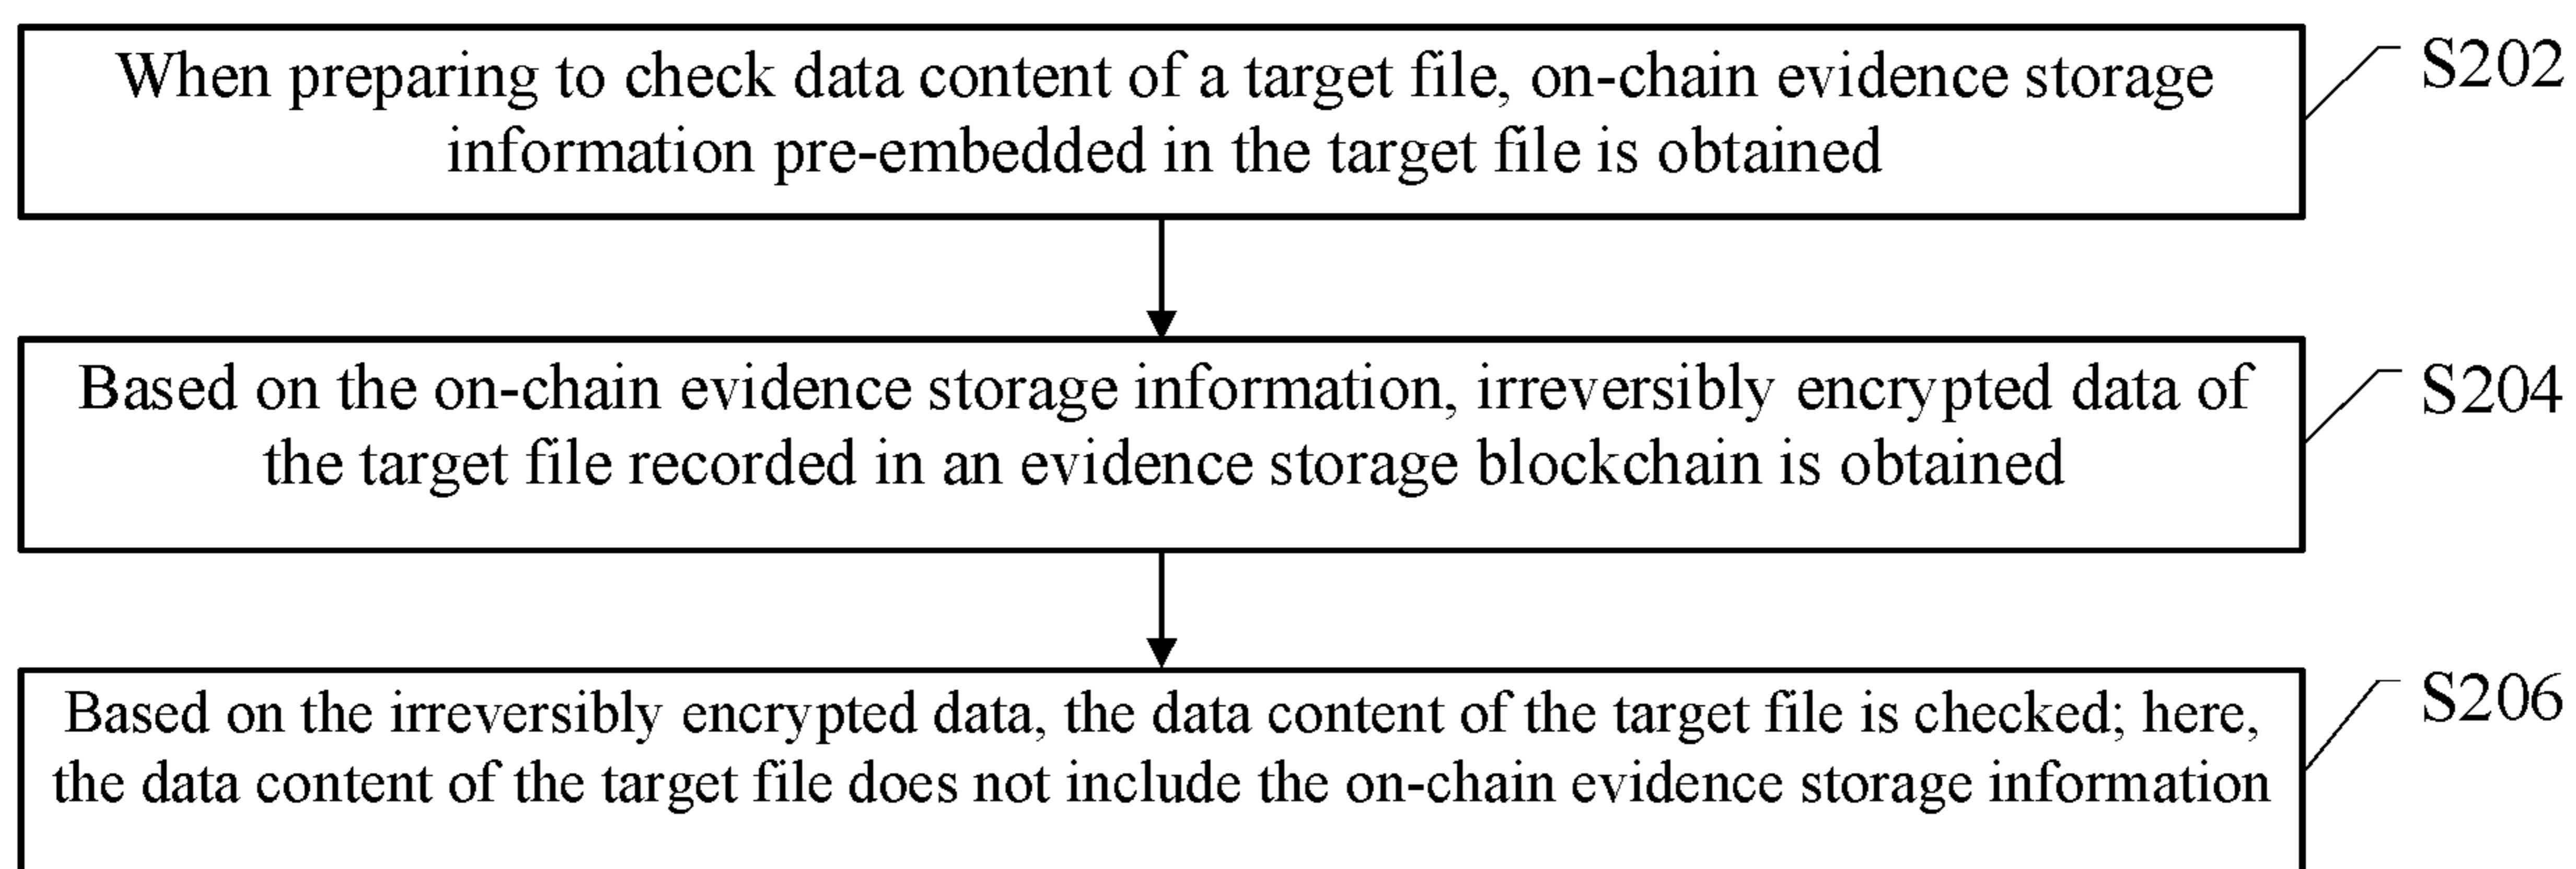 When preparing to check data content of a target file, on-chain evidence storage
information pre-embedded in the target file is obtained
S202
Based on the on-chain evidence storage information, irreversibly encrypted data of
the target file recorded in an evidence storage blockchain is obtained
S204
Based on the irreversibly encrypted data, the data content of the target file is checked; here,
the data content of the target file does not include the on-chain evidence storage information
S206